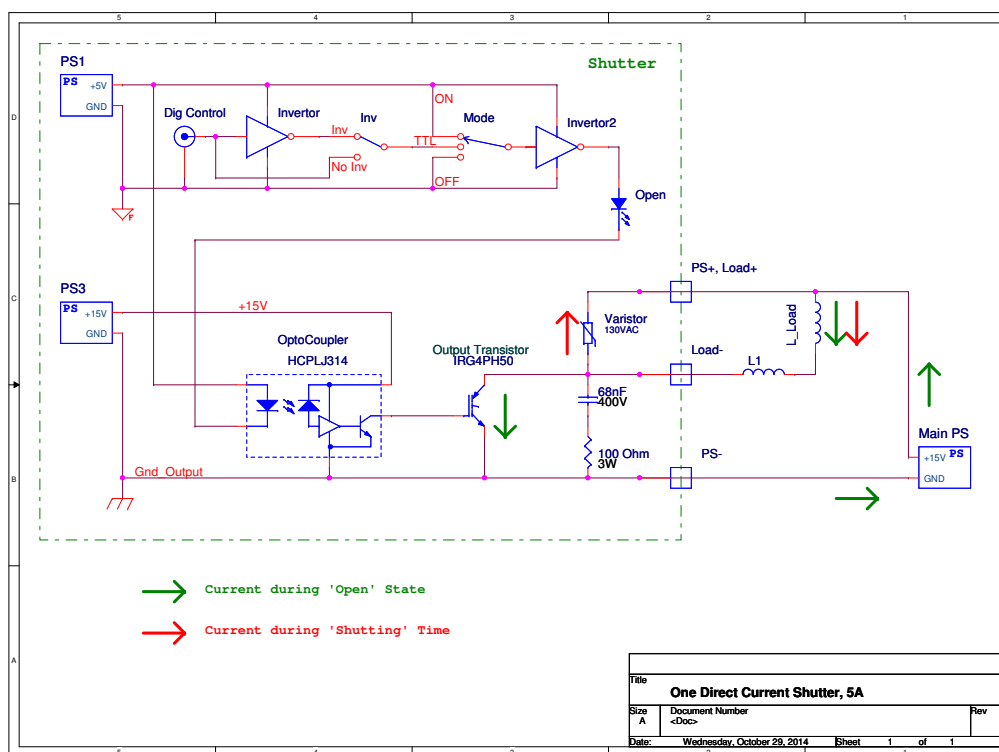 5 4 3 2 1
D
C
B
A
Shutter
PS1
PS
+5V
GND
Dig Control
Invertor
Inv
Inv
No Inv
ON
TTL
OFF
Mode
Invertor2
Open
F
PS3
PS
+15V
GND
+15V
OptoCoupler
HCPLJ314
Output Transistor
IRG4PH50
Varistor
130VAC
68nF
400V
100 Ohm
3W
PS+, Load+
Load-
PS-
L1
L_Load
Main PS
+15V PS
GND
Gnd_Output
Current during 'Open' State
Current during 'Shutting' Time
Title
One Direct Current Shutter, 5A
Size
A
Document Number
<Doc>
Rev
Date: Wednesday, October 29, 2014 Sheet 1 of 1